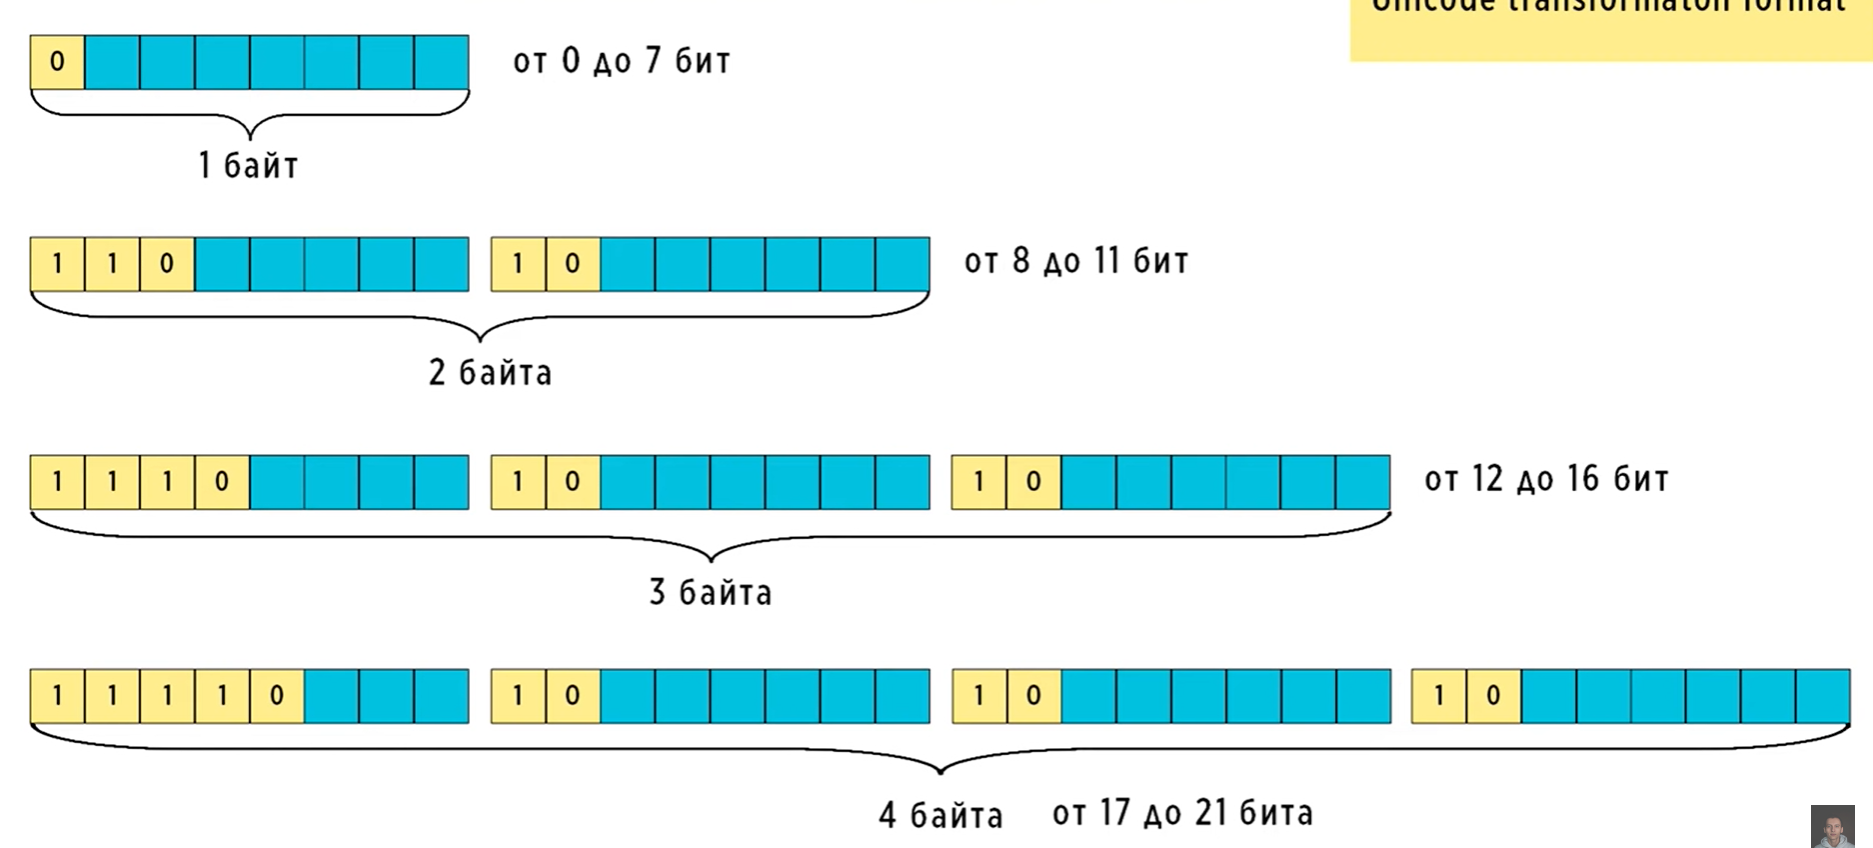 Unicode transformaton format
0
от 0 до 7 бит
1 байт
1 1 0 1 0
от 8 до 11 бит
2 байта
1 1 1 0 1 0 1 0
от 12 до 16 бит
3 байта
1 1 1 1 0 1 0 1 0 1 0
4 байта от 17 до 21 бита